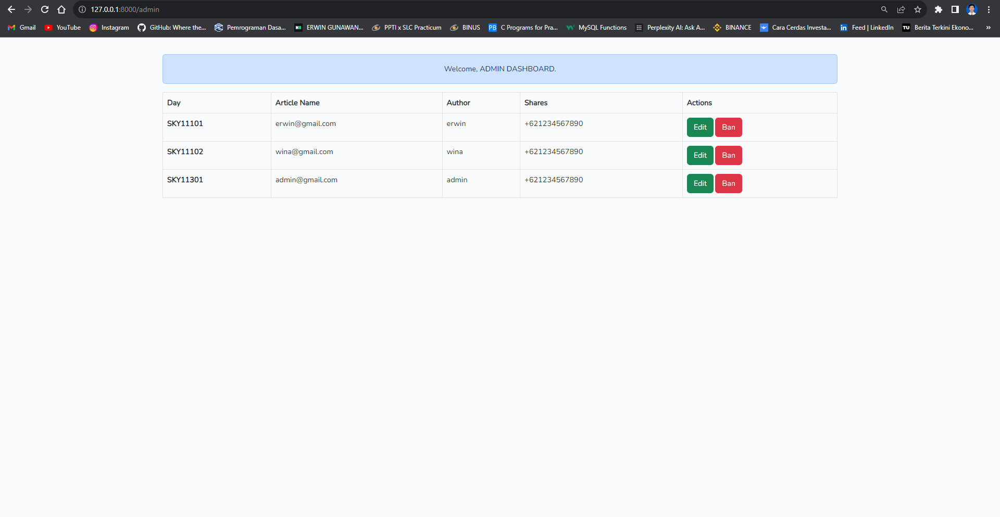 127.0.0.1:8000/admin
Gmail YouTube Instagram GitHub: Where the... Pemrograman Dasa... ERWIN GUNAWAN... PPTI x SLC Practicum BINUS PB C Programs for Pra... MySQL Functions Perplexity AI: Ask A... BINANCE Cara Cerdas Investa... in Feed | LinkedIn TU Berita Terkini Ekono... »
Welcome, ADMIN DASHBOARD.
Day Article Name Author Shares Actions
SKY11101 erwin@gmail.com erwin +621234567890 Edit Ban
SKY11102 wina@gmail.com wina +621234567890 Edit Ban
SKY11301 admin@gmail.com admin +621234567890 Edit Ban